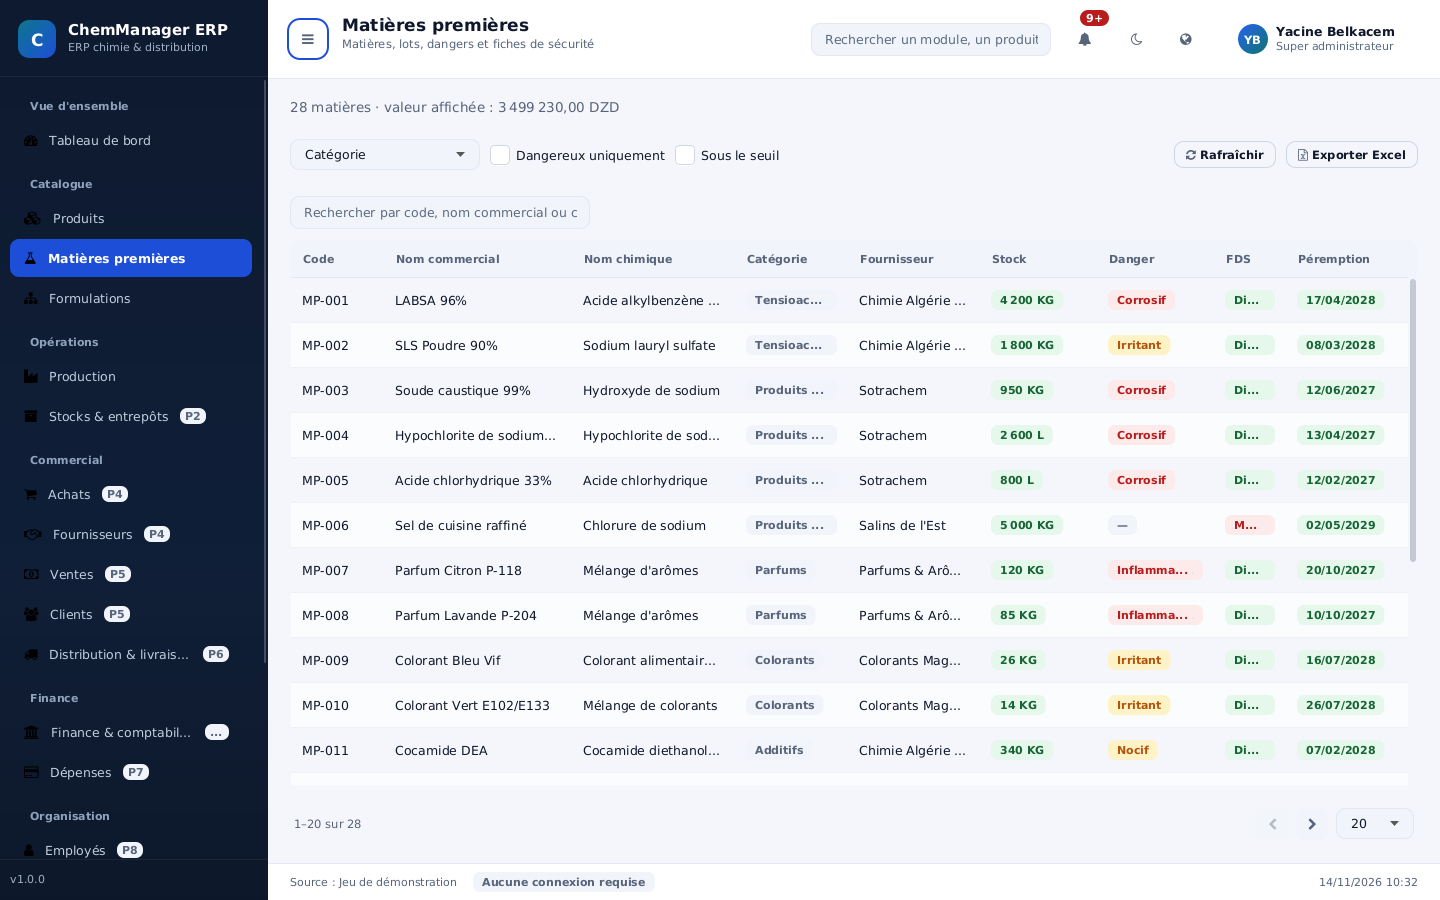 C
ChemManager ERP
ERP chimie & distribution
Vue d'ensemble
Tableau de bord
Catalogue
Produits
Matières premières
Formulations
Opérations
Production
Stocks & entrepôts P2
Commercial
Achats P4
Fournisseurs P4
Ventes P5
Clients P5
Distribution & livrais... P6
Finance
Finance & comptabil... ...
Dépenses P7
Organisation
Employés P8
v1.0.0
Matières premières
Matières, lots, dangers et fiches de sécurité
Rechercher un module, un produit
9+
YB
Yacine Belkacem
Super administrateur
28 matières · valeur affichée : 3 499 230,00 DZD
Catégorie
Dangereux uniquement
Sous le seuil
Rafraîchir
Exporter Excel
Rechercher par code, nom commercial ou c
Code Nom commercial Nom chimique Catégorie Fournisseur Stock Danger FDS Péremption
MP-001 LABSA 96% Acide alkylbenzène ... Tensioac... Chimie Algérie ... 4 200 KG Corrosif Di... 17/04/2028
MP-002 SLS Poudre 90% Sodium lauryl sulfate Tensioac... Chimie Algérie ... 1 800 KG Irritant Di... 08/03/2028
MP-003 Soude caustique 99% Hydroxyde de sodium Produits ... Sotrachem 950 KG Corrosif Di... 12/06/2027
MP-004 Hypochlorite de sodium... Hypochlorite de sod... Produits ... Sotrachem 2 600 L Corrosif Di... 13/04/2027
MP-005 Acide chlorhydrique 33% Acide chlorhydrique Produits ... Sotrachem 800 L Corrosif Di... 12/02/2027
MP-006 Sel de cuisine raffiné Chlorure de sodium Produits ... Salins de l'Est 5 000 KG — M... 02/05/2029
MP-007 Parfum Citron P-118 Mélange d'arômes Parfums Parfums & Arô... 120 KG Inflamma... Di... 20/10/2027
MP-008 Parfum Lavande P-204 Mélange d'arômes Parfums Parfums & Arô... 85 KG Inflamma... Di... 10/10/2027
MP-009 Colorant Bleu Vif Colorant alimentair... Colorants Colorants Mag... 26 KG Irritant Di... 16/07/2028
MP-010 Colorant Vert E102/E133 Mélange de colorants Colorants Colorants Mag... 14 KG Irritant Di... 26/07/2028
MP-011 Cocamide DEA Cocamide diethanol... Additifs Chimie Algérie ... 340 KG Nocif Di... 07/02/2028
1–20 sur 28
20
Source : Jeu de démonstration
Aucune connexion requise
14/11/2026 10:32